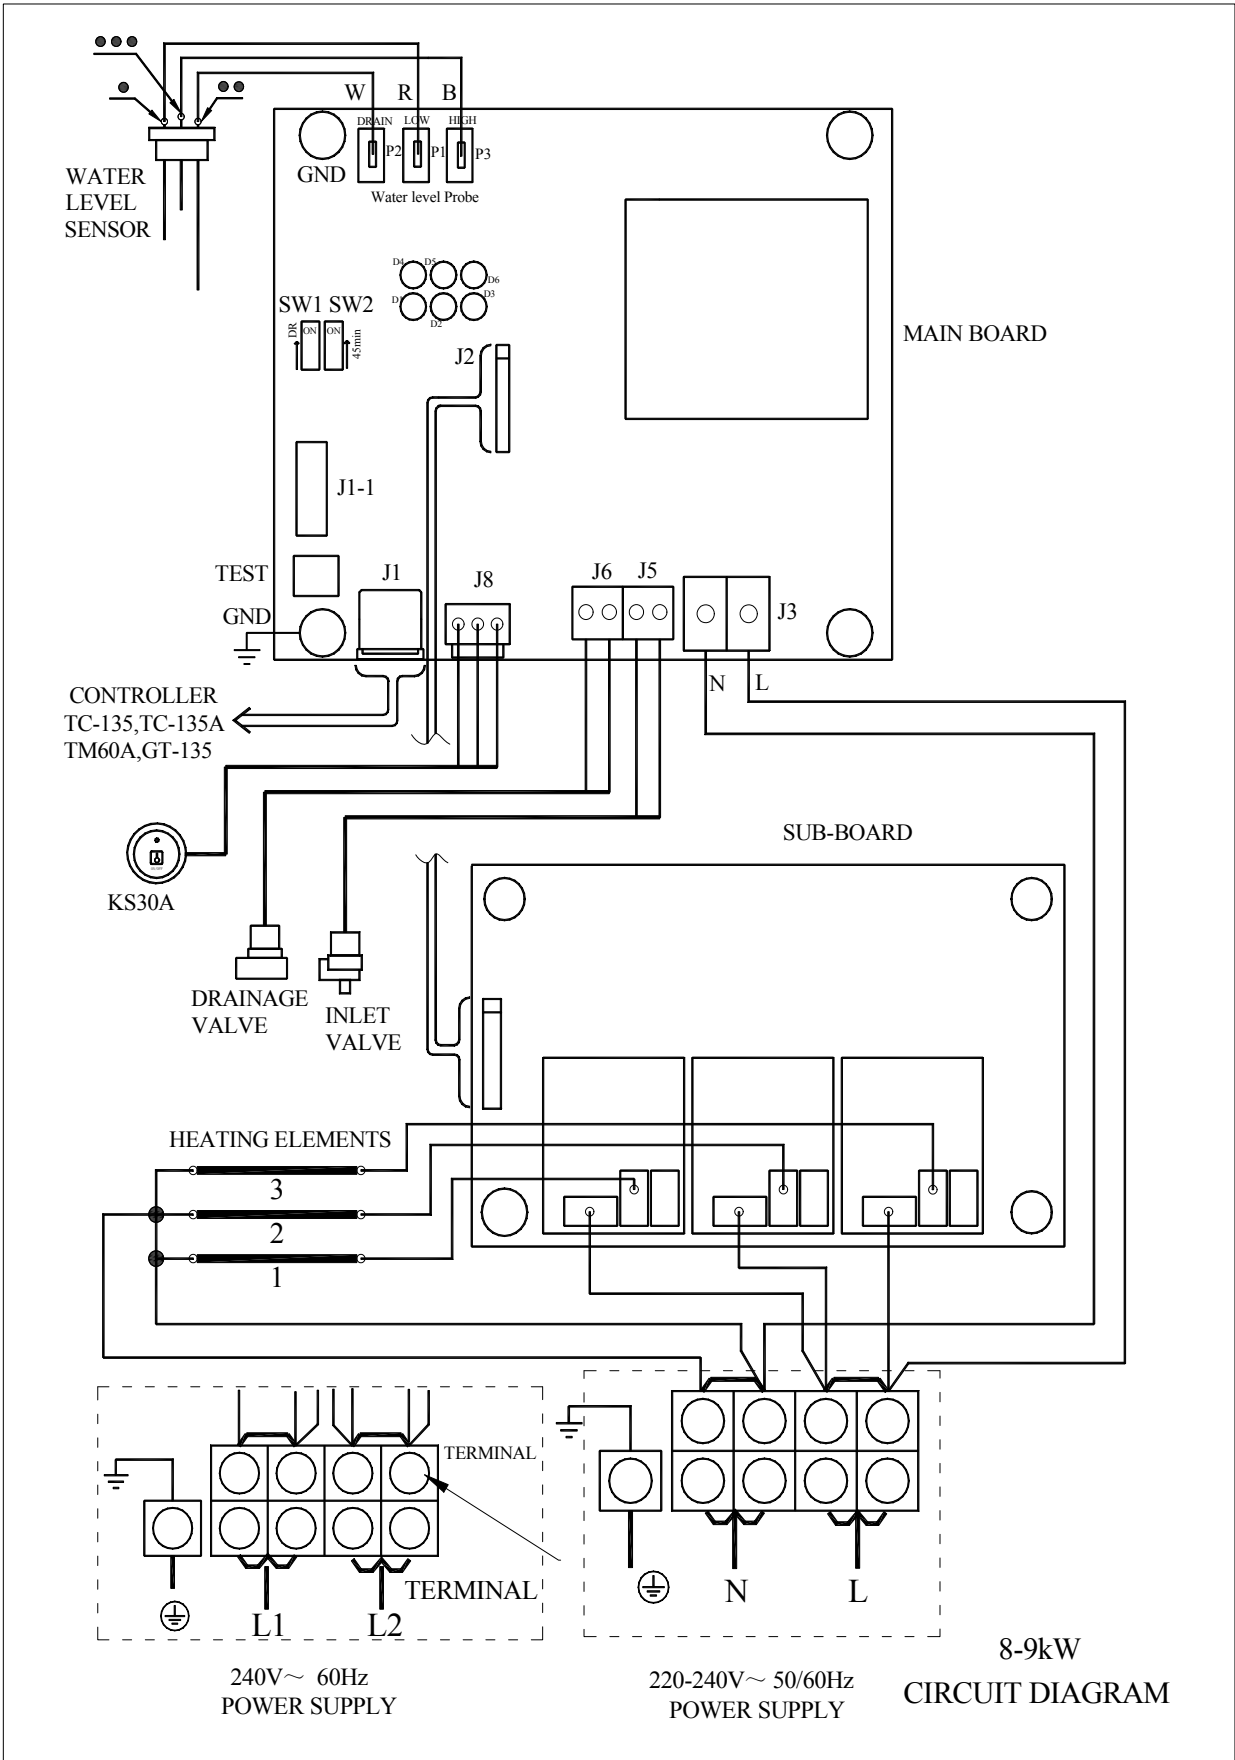 W R B
DRAIN LOW HIGH
P2 P1 P3
GND
Water level Probe
WATER
LEVEL
SENSOR
D4 D5 D6
D1 D2 D3
SW1 SW2
DR ON ON 45min
MAIN BOARD
J2
J1-1
TEST
J1
J8
J6 J5
J3
GND
N L
CONTROLLER
TC-135,TC-135A
TM60A,GT-135
SUB-BOARD
KS30A
DRAINAGE
VALVE
INLET
VALVE
HEATING ELEMENTS
3
2
1
TERMINAL
TERMINAL
L1 L2
N L
240V～ 60Hz
POWER SUPPLY
220-240V～ 50/60Hz
POWER SUPPLY
8-9kW
CIRCUIT DIAGRAM